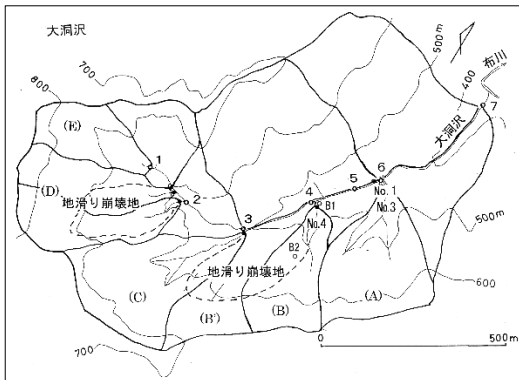 大洞沢
700
500m
400
布川
800
7
(E)
1
大洞沢
(D)
地滑り崩壊地
2
4
5
6
B1
No.1
3
No.4
No.3
500m
地滑り崩壊地
B2
(C)
(B')
(B)
(A)
600
700
0
500m